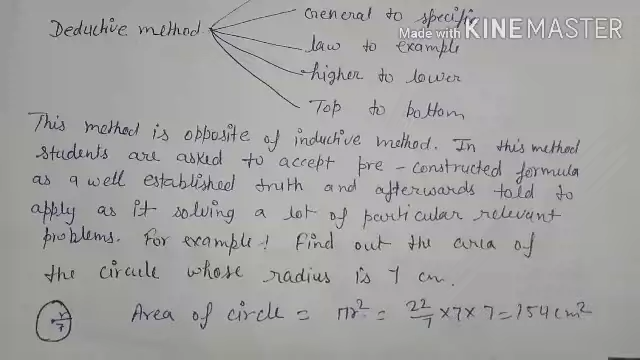 General to specific
Made with KINEMASTER
Deductive method
law to example
higher to lower
Top to bottom
This method is opposite of inductive method. In this method
students are asked to accept pre-constructed formula
as a well established truth and afterwards told to
apply as it solving a lot of particular relevant
problems. For example! Find out the area of
the circule whose radius is 7 cm.
r
7
Area of circle = πr² = 22/7 × 7 × 7 = 154 cm²